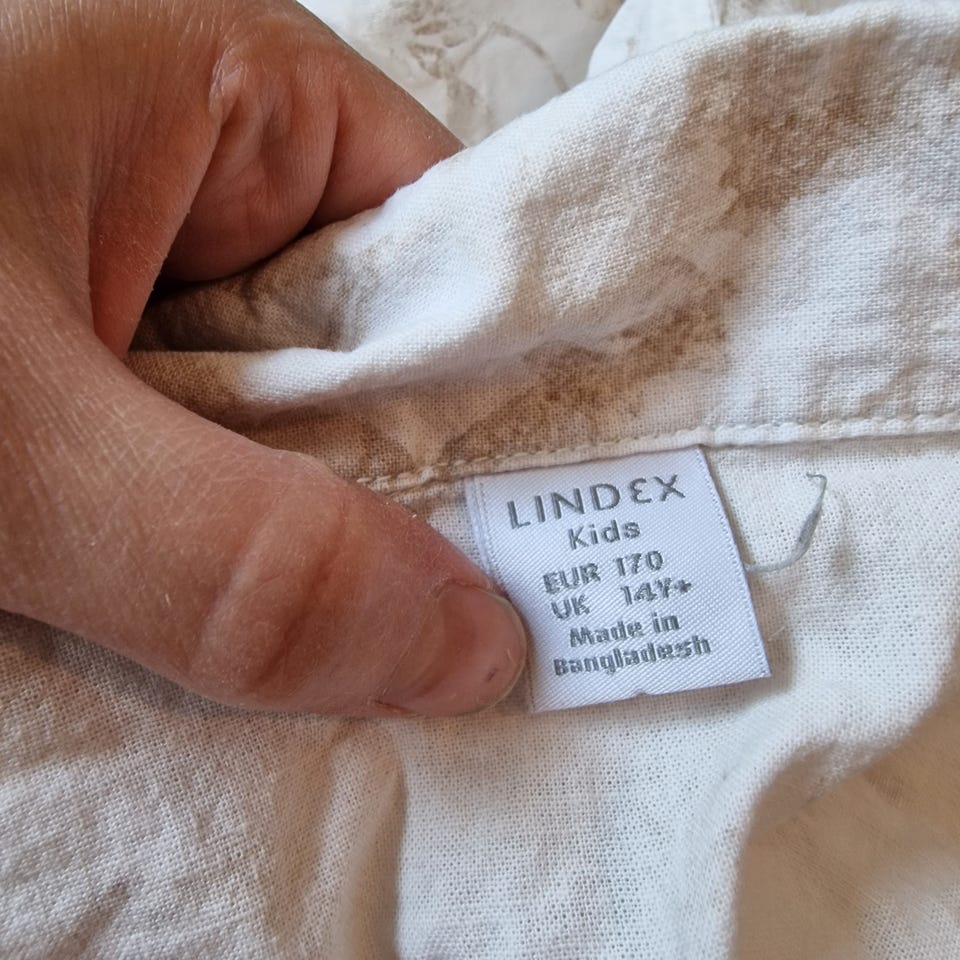 LINDEX
Kids
EUR 170
UK 14Y+
Made in
Bangladesh